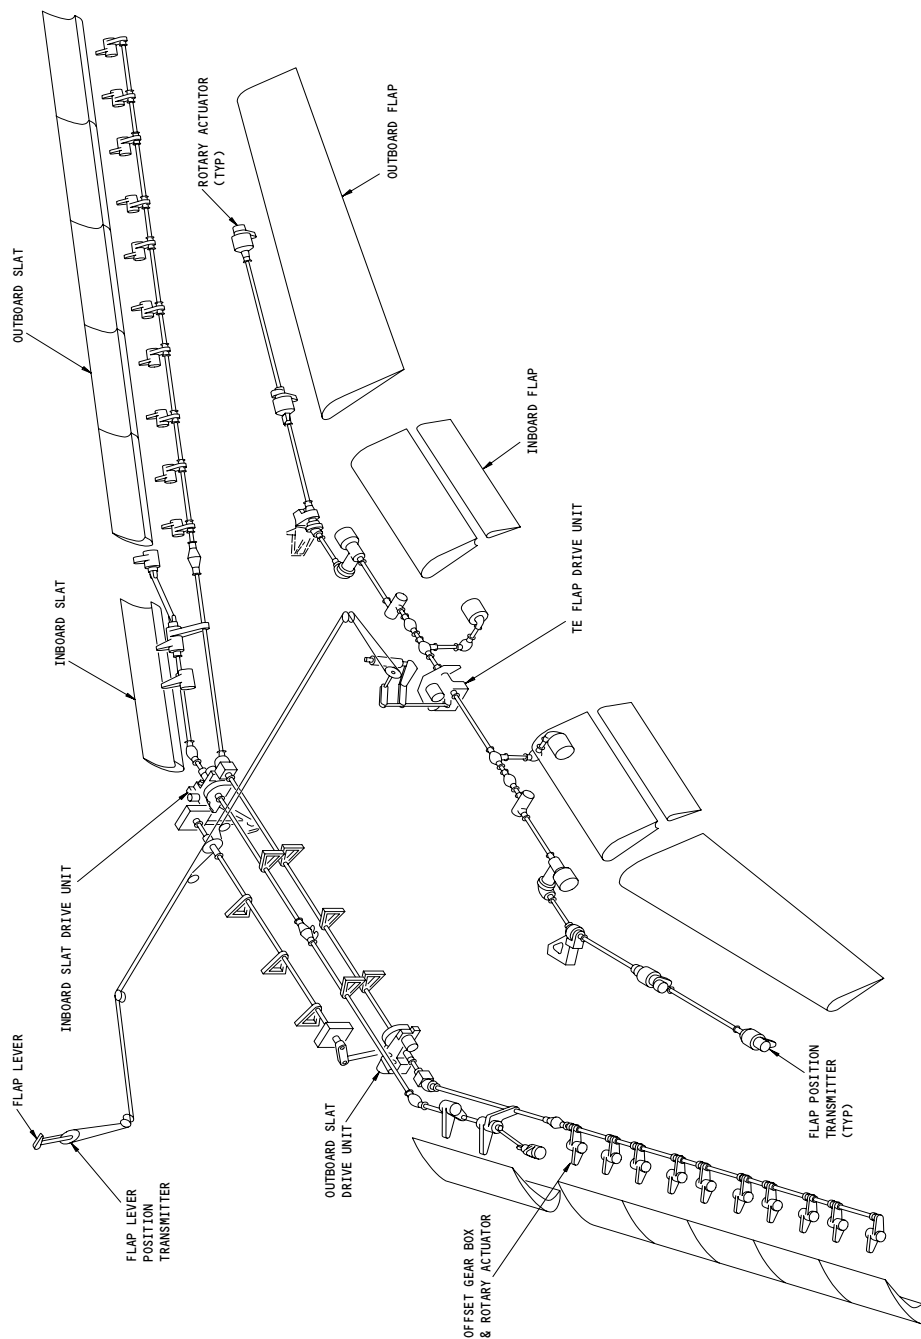 FLAP LEVER
FLAP LEVER
POSITION
TRANSMITTER
INBOARD SLAT DRIVE UNIT
INBOARD SLAT
OUTBOARD SLAT
ROTARY ACTUATOR
(TYP)
OUTBOARD FLAP
INBOARD FLAP
TE FLAP DRIVE UNIT
OUTBOARD SLAT
DRIVE UNIT
OFFSET GEAR BOX
& ROTARY ACTUATOR
FLAP POSITION
TRANSMITTER
(TYP)